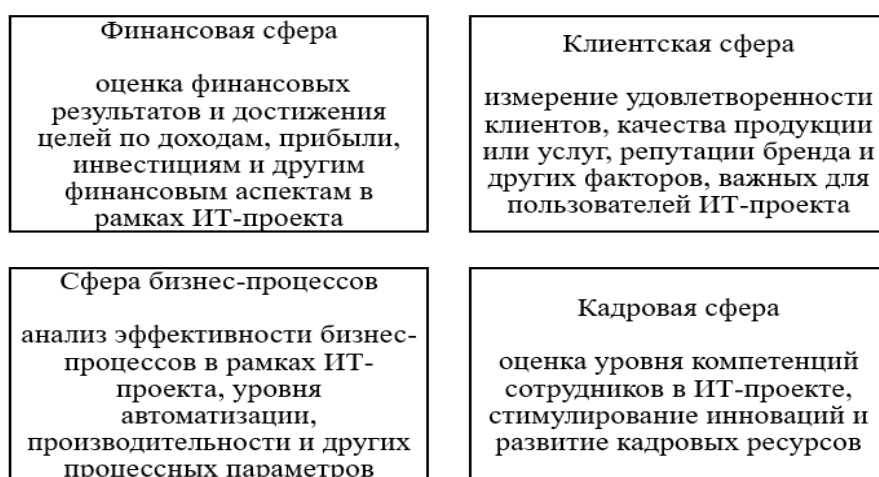 Финансовая сфера
оценка финансовых
результатов и достижения
целей по доходам, прибыли,
инвестициям и другим
финансовым аспектам в
рамках ИТ-проекта
Клиентская сфера
измерение удовлетворенности
клиентов, качества продукции
или услуг, репутации бренда и
других факторов, важных для
пользователей ИТ-проекта
Сфера бизнес-процессов
анализ эффективности бизнес-
процессов в рамках ИТ-
проекта, уровня
автоматизации,
производительности и других
процессных параметров
Кадровая сфера
оценка уровня компетенций
сотрудников в ИТ-проекте,
стимулирование инноваций и
развитие кадровых ресурсов